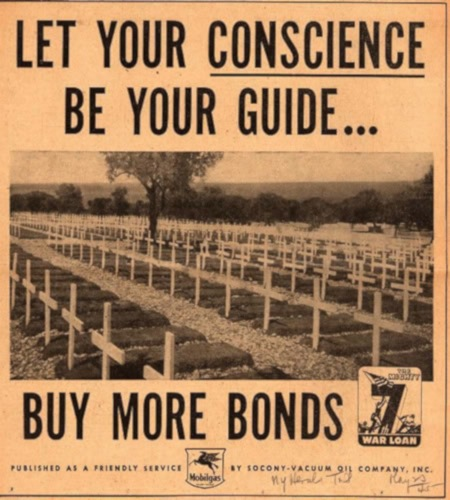 LET YOUR CONSCIENCE
BE YOUR GUIDE...
BUY MORE BONDS
THE MIGHTY
7
WAR LOAN
PUBLISHED AS A FRIENDLY SERVICE Mobilgas BY SOCONY-VACUUM OIL COMPANY, INC.